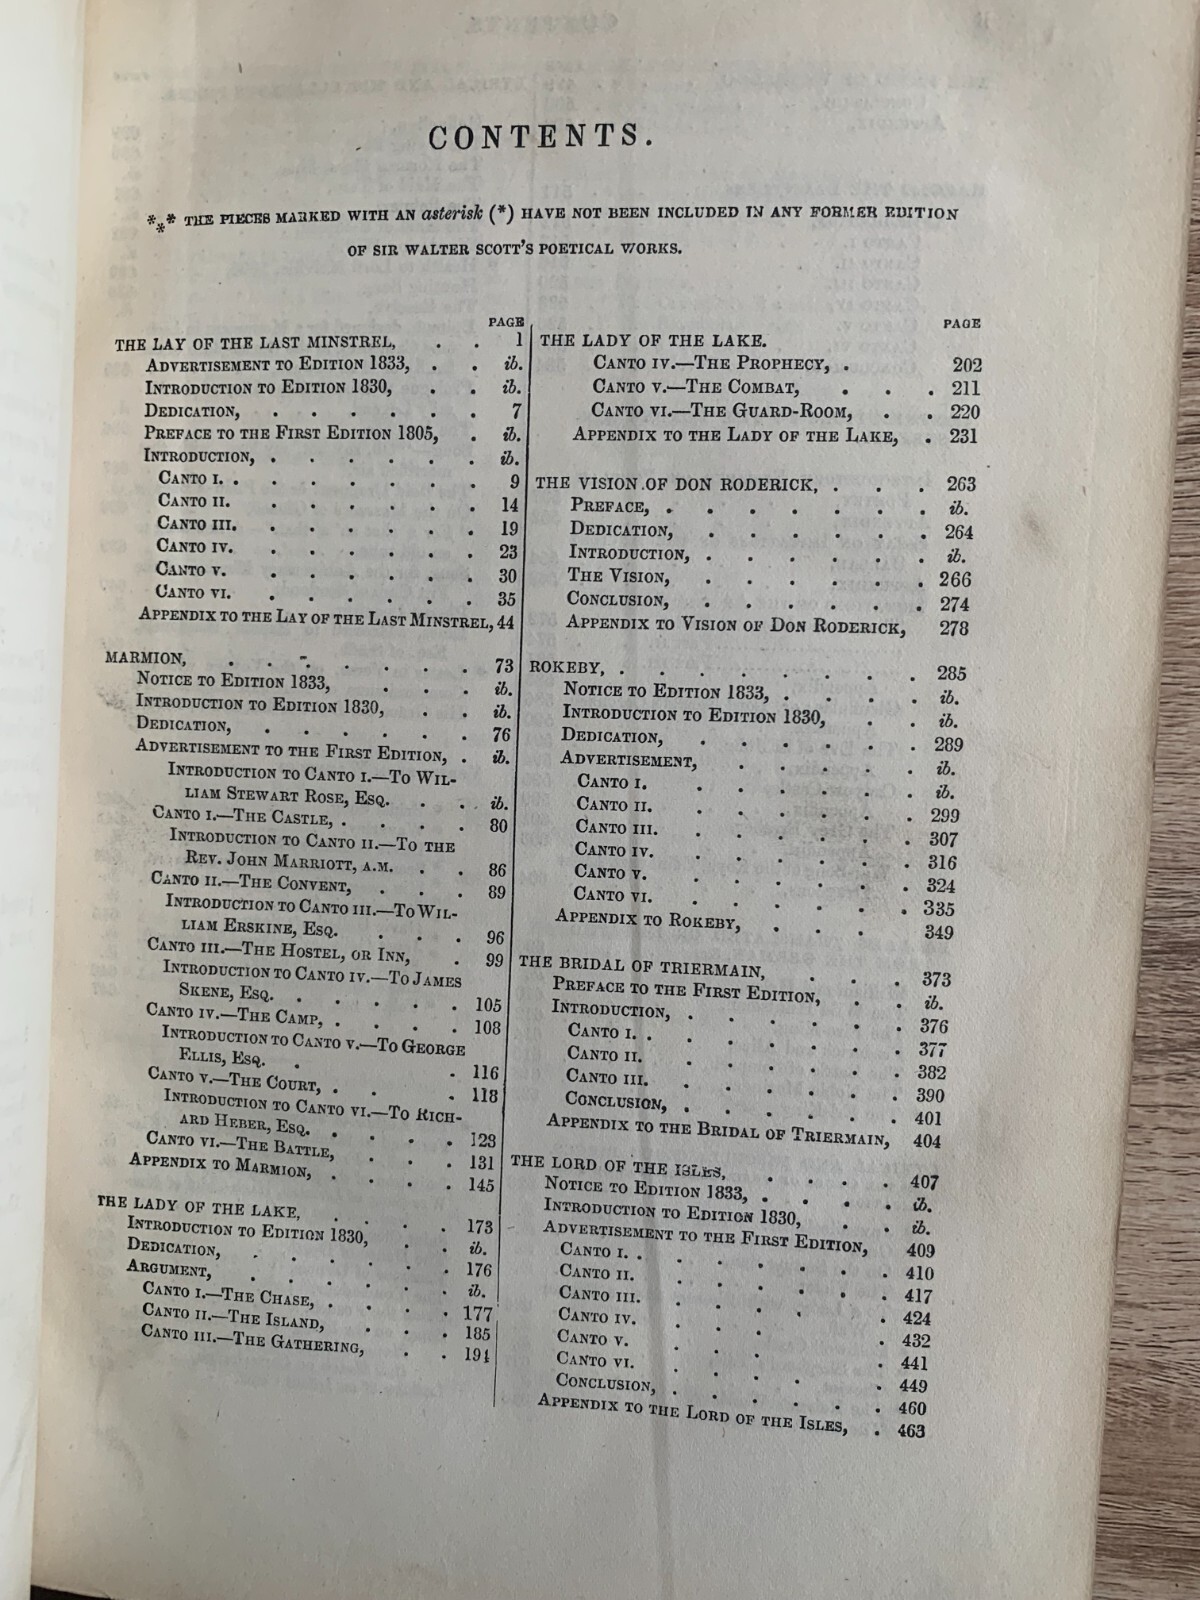 CONTENTS.
*** THE PIECES MARKED WITH AN asterisk (*) HAVE NOT BEEN INCLUDED IN ANY FORMER EDITION
OF SIR WALTER SCOTT'S POETICAL WORKS.
PAGE
THE LAY OF THE LAST MINSTREL, . . 1
ADVERTISEMENT TO EDITION 1833, . . ib.
INTRODUCTION TO EDITION 1830, . . ib.
DEDICATION, . . . . . . 7
PREFACE TO THE FIRST EDITION 1805, . ib.
INTRODUCTION, . . . . . . ib.
CANTO I. . . . . . . 9
CANTO II. . . . . . . 14
CANTO III. . . . . . . 19
CANTO IV. . . . . . . 23
CANTO V. . . . . . . 30
CANTO VI. . . . . . . 35
APPENDIX TO THE LAY OF THE LAST MINSTREL, 44
MARMION, . . . . . . . 73
NOTICE TO EDITION 1833, . . . ib.
INTRODUCTION TO EDITION 1830, . . ib.
DEDICATION, . . . . . . 76
ADVERTISEMENT TO THE FIRST EDITION, . ib.
INTRODUCTION TO CANTO I.—TO WIL-
LIAM STEWART ROSE, ESQ. . . . ib.
CANTO I.—THE CASTLE, . . . . 80
INTRODUCTION TO CANTO II.—TO THE
REV. JOHN MARRIOTT, A.M. . . 86
CANTO II.—THE CONVENT, . . . 89
INTRODUCTION TO CANTO III.—TO WIL-
LIAM ERSKINE, ESQ. . . . 96
CANTO III.—THE HOSTEL, OR INN, . 99
INTRODUCTION TO CANTO IV.—TO JAMES
SKENE, ESQ. . . . . . 105
CANTO IV.—THE CAMP, . . . . 108
INTRODUCTION TO CANTO V.—TO GEORGE
ELLIS, ESQ. . . 116
CANTO V.—THE COURT, . . . 118
INTRODUCTION TO CANTO VI.—TO RICH-
ARD HEBER, ESQ. . . . . 128
CANTO VI.—THE BATTLE, . . . 131
APPENDIX TO MARMION, . . . . 145
THE LADY OF THE LAKE, . . . . 173
INTRODUCTION TO EDITION 1830, . . ib.
DEDICATION, . . . . . 176
ARGUMENT, . . . . . ib.
CANTO I.—THE CHASE, . . . . 177
CANTO II.—THE ISLAND, . . . 185
CANTO III.—THE GATHERING, . . 194
PAGE
THE LADY OF THE LAKE.
CANTO IV.—THE PROPHECY, . 202
CANTO V.—THE COMBAT, . . . 211
CANTO VI.—THE GUARD-ROOM, . . 220
APPENDIX TO THE LADY OF THE LAKE, . 231
THE VISION OF DON RODERICK, . . . 263
PREFACE, . . . . . . . ib.
DEDICATION, . . . . . . 264
INTRODUCTION, . . . . . . ib.
THE VISION, . . . . . . 266
CONCLUSION, . . . . . . 274
APPENDIX TO VISION OF DON RODERICK, 278
ROKEBY, . . . . . . . . 285
NOTICE TO EDITION 1833, . . . . ib.
INTRODUCTION TO EDITION 1830, . . ib.
DEDICATION, . . . . . . 289
ADVERTISEMENT, . . . . . ib.
CANTO I. . . . . . . ib.
CANTO II. . . . . . . 299
CANTO III. . . . . . . 307
CANTO IV. . . . . . . 316
CANTO V. . . . . . . 324
CANTO VI. . . . . . . 335
APPENDIX TO ROKEBY, . . . . 349
THE BRIDAL OF TRIERMAIN, . . . 373
PREFACE TO THE FIRST EDITION, . . ib.
INTRODUCTION, . . . . . . 376
CANTO I. . . . . . . . 377
CANTO II. . . . . . . 382
CANTO III. . . . . . . 390
CONCLUSION, . . . . . . 401
APPENDIX TO THE BRIDAL OF TRIERMAIN, 404
THE LORD OF THE ISLES, . . . . 407
NOTICE TO EDITION 1833, . . . . ib.
INTRODUCTION TO EDITION 1830, . . ib.
ADVERTISEMENT TO THE FIRST EDITION, 409
CANTO I. . . . . . . . 410
CANTO II. . . . . . . 417
CANTO III. . . . . . 424
CANTO IV. . . . . 432
CANTO V. . . . . 441
CANTO VI. . . . . 449
CONCLUSION, . . . . . . 460
APPENDIX TO THE LORD OF THE ISLES, . 463